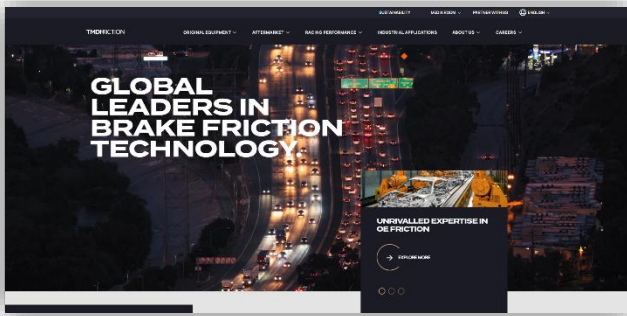 SUSTAINABILITY MEDIA ROOM PARTNER WITH US ENGLISH
TMDFRICTION ORIGINAL EQUIPMENT AFTERMARKET RACING PERFORMANCE INDUSTRIAL APPLICATIONS ABOUT US CAREERS
GLOBAL
LEADERS IN
BRAKE FRICTION
TECHNOLOGY
UNRIVALLED EXPERTISE IN
OE FRICTION
EXPLORE MORE